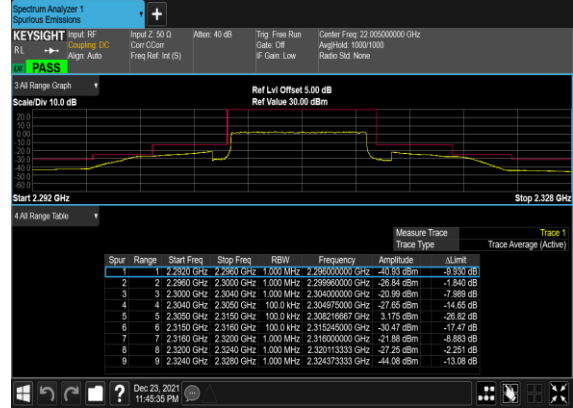 Spectrum Analyzer 1
Spurious Emissions
KEYSIGHT Input: RF
Coupling: DC
Align: Auto
Input Z: 50 Ω
Corr CCorr
Freq Ref: Int (S)
Atten: 40 dB
Trig: Free Run
Gate: Off
IF Gain: Low
Center Freq: 22.005000000 GHz
Avg|Hold: 1000/1000
Radio Std: None
RL
PASS
3 All Range Graph
Scale/Div 10.0 dB
Ref Lvl Offset 5.00 dB
Ref Value 30.00 dBm
20.0
10.0
0.00
-10.0
-20.0
-30.0
-40.0
-50.0
-60.0
Start 2.292 GHz
Stop 2.328 GHz
4 All Range Table
Measure Trace Trace 1
Trace Type Trace Average (Active)
Spur Range Start Freq Stop Freq RBW Frequency Amplitude ΔLimit
1 1 2.2920 GHz 2.2960 GHz 1.000 MHz 2.296000000 GHz -40.93 dBm -9.930 dB
2 2 2.2960 GHz 2.3000 GHz 1.000 MHz 2.299960000 GHz -26.84 dBm -1.840 dB
3 3 2.3000 GHz 2.3040 GHz 1.000 MHz 2.304000000 GHz -20.99 dBm -7.989 dB
4 4 2.3040 GHz 2.3050 GHz 100.0 kHz 2.304975000 GHz -27.65 dBm -14.65 dB
5 5 2.3050 GHz 2.3150 GHz 100.0 kHz 2.308216667 GHz 3.175 dBm -26.82 dB
6 6 2.3150 GHz 2.3160 GHz 100.0 kHz 2.315245000 GHz -30.47 dBm -17.47 dB
7 7 2.3160 GHz 2.3200 GHz 1.000 MHz 2.316000000 GHz -21.88 dBm -8.883 dB
8 8 2.3200 GHz 2.3240 GHz 1.000 MHz 2.320113333 GHz -27.25 dBm -2.251 dB
9 9 2.3240 GHz 2.3280 GHz 1.000 MHz 2.324373333 GHz -44.08 dBm -13.08 dB
Dec 23, 2021
11:45:35 PM